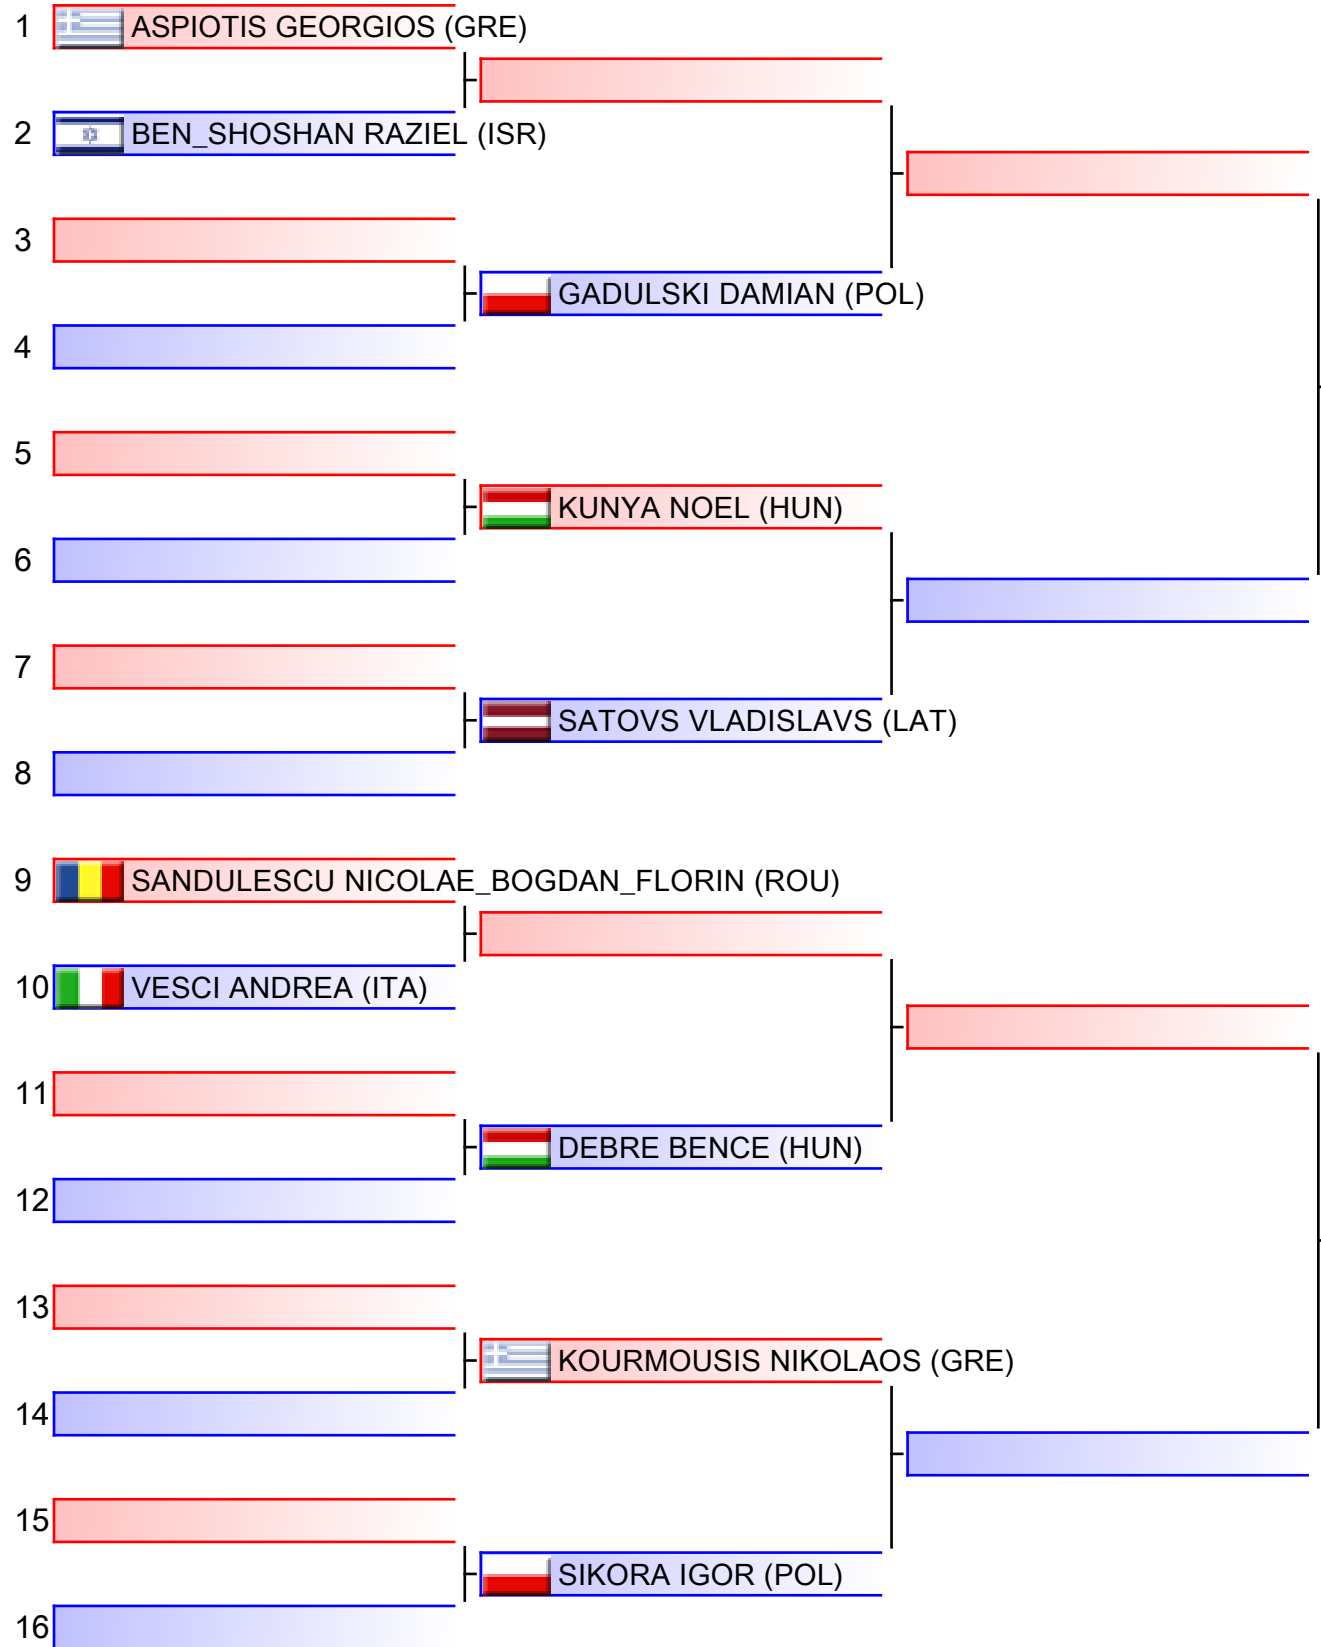 1 ASPIOTIS GEORGIOS (GRE)
2 BEN_SHOSHAN RAZIEL (ISR)
3
GADULSKI DAMIAN (POL)
4
5
KUNYA NOEL (HUN)
6
7
SATOVS VLADISLAVS (LAT)
8
9 SANDULESCU NICOLAE_BOGDAN_FLORIN (ROU)
10 VESCI ANDREA (ITA)
11
DEBRE BENCE (HUN)
12
13
KOURMOUSIS NIKOLAOS (GRE)
14
15
SIKORA IGOR (POL)
16